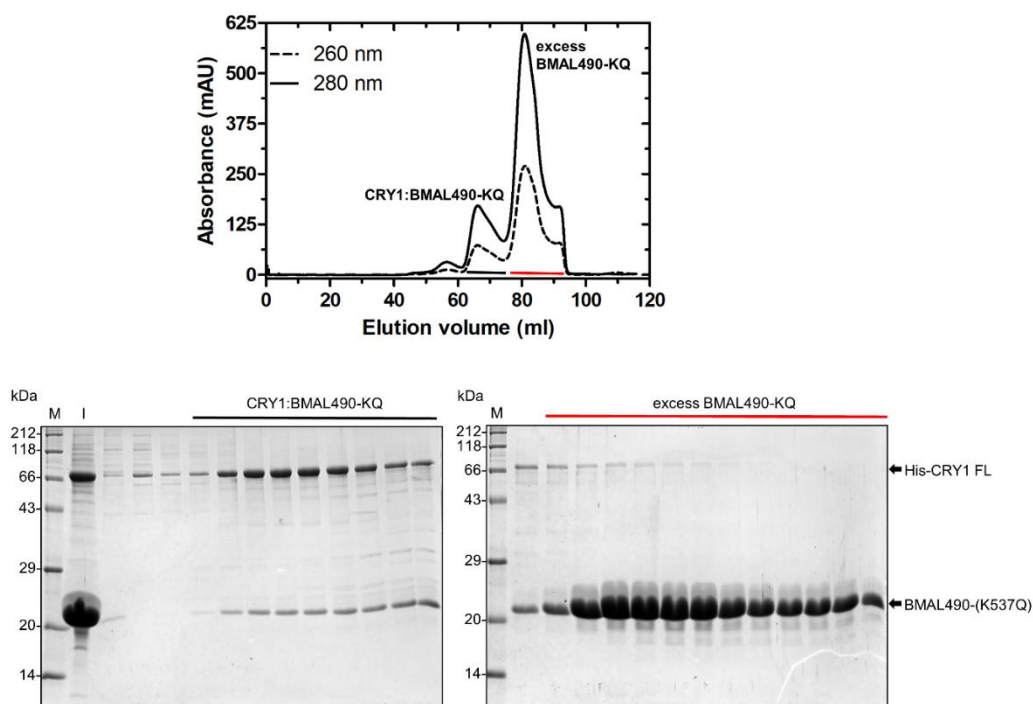 625
500
375
250
125
0
Absorbance (mAU)
260 nm
280 nm
excess
BMAL490-KQ
CRY1:BMAL490-KQ
0 20 40 60 80 100 120
Elution volume (ml)
kDa
M I
CRY1:BMAL490-KQ
212-
118-
66-
43-
29-
20-
14-
kDa
M
excess BMAL490-KQ
212-
118-
66-
43-
29-
20-
14-
His-CRY1 FL
BMAL490-(K537Q)